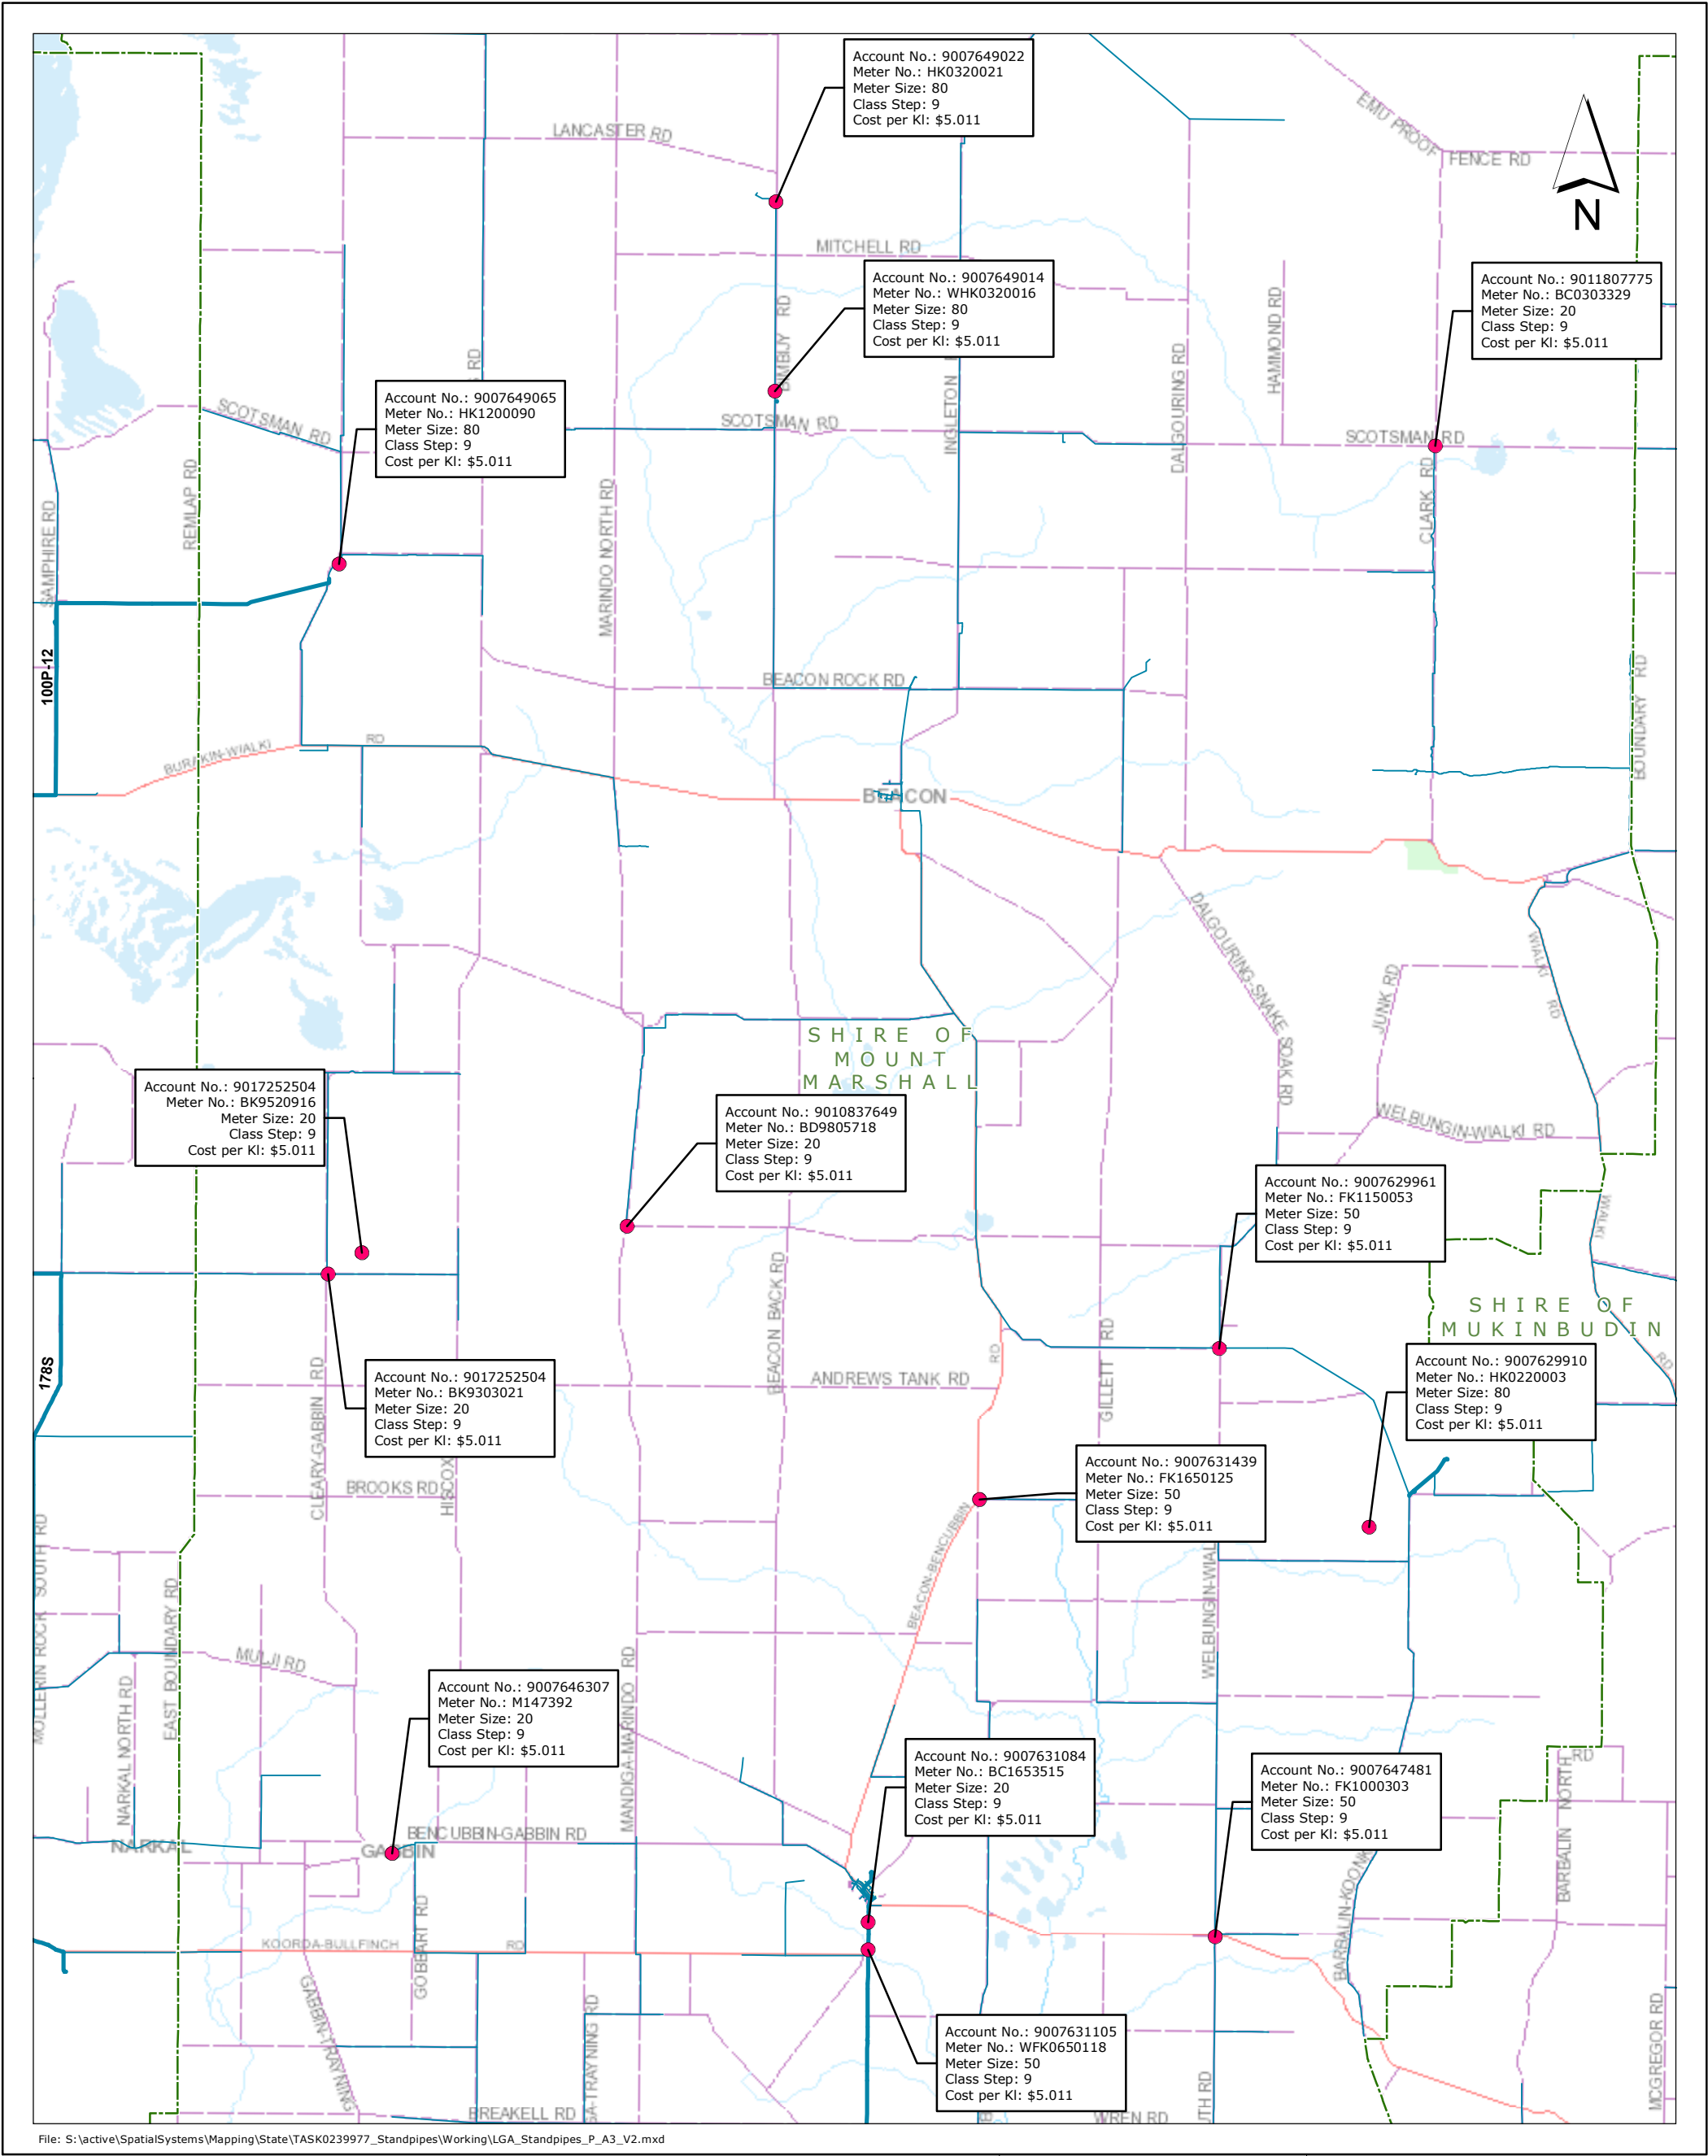 Account No.: 9007649022
Meter No.: HK0320021
Meter Size: 80
Class Step: 9
Cost per Kl: $5.011
EMU PROOF
FENCE RD
LANCASTER RD
N
MITCHELL RD
Account No.: 9007649014
Meter No.: WHK0320016
Meter Size: 80
Class Step: 9
Cost per Kl: $5.011
Account No.: 9011807775
Meter No.: BC0303329
Meter Size: 20
Class Step: 9
Cost per Kl: $5.011
BIMBIJY RD
HAMMOND RD
DALGOURING RD
INGLETON
RD
Account No.: 9007649065
Meter No.: HK1200090
Meter Size: 80
Class Step: 9
Cost per Kl: $5.011
SCOTSMAN RD
SCOTSMAN RD
SCOTSMAN RD
REMLAP RD
SAMPHIRE RD
MARINDO NORTH RD
CLARK RD
100P-12
BEACON ROCK RD
BOUNDARY RD
BURAKIN-WIALKI
RD
BEACON
DALGOURING-SNAKE SOAK RD
JUNK RD
WIALKI
RD
SHIRE OF
MOUNT
MARSHALL
Account No.: 9017252504
Meter No.: BK9520916
Meter Size: 20
Class Step: 9
Cost per Kl: $5.011
Account No.: 9010837649
Meter No.: BD9805718
Meter Size: 20
Class Step: 9
Cost per Kl: $5.011
WELBUNGIN-WIALKI RD
Account No.: 9007629961
Meter No.: FK1150053
Meter Size: 50
Class Step: 9
Cost per Kl: $5.011
WIALKI
RD
SHIRE OF
MUKINBUDIN
178S
BEACON BACK RD
RD
GILLETT RD
ANDREWS TANK RD
Account No.: 9017252504
Meter No.: BK9303021
Meter Size: 20
Class Step: 9
Cost per Kl: $5.011
Account No.: 9007629910
Meter No.: HK0220003
Meter Size: 80
Class Step: 9
Cost per Kl: $5.011
CLEARY-GABBIN RD
HISCOX
BROOKS RD
Account No.: 9007631439
Meter No.: FK1650125
Meter Size: 50
Class Step: 9
Cost per Kl: $5.011
BEACON-BENCUBBIN
MOLLERIN ROCK SOUTH RD
EAST BOUNDARY RD
WELBUNGIN-WIAL
MULJI RD
NARKAL NORTH RD
MANDIGA-MARINDO RD
Account No.: 9007646307
Meter No.: M147392
Meter Size: 20
Class Step: 9
Cost per Kl: $5.011
Account No.: 9007631084
Meter No.: BC1653515
Meter Size: 20
Class Step: 9
Cost per Kl: $5.011
Account No.: 9007647481
Meter No.: FK1000303
Meter Size: 50
Class Step: 9
Cost per Kl: $5.011
RD
BARBALIN NORTH
NARKAL
GABBIN
BENCUBBIN-GABBIN RD
BARBALIN-KOONK
KOORDA-BULLFINCH
RD
GOBBART RD
GABBIN-TRAYNING
GA-TRAYNING RD
Account No.: 9007631105
Meter No.: WFK0650118
Meter Size: 50
Class Step: 9
Cost per Kl: $5.011
MCGREGOR RD
BREAKELL RD
B
WREN RD
UTH RD
File: S:\active\SpatialSystems\Mapping\State\TASK0239977_Standpipes\Working\LGA_Standpipes_P_A3_V2.mxd